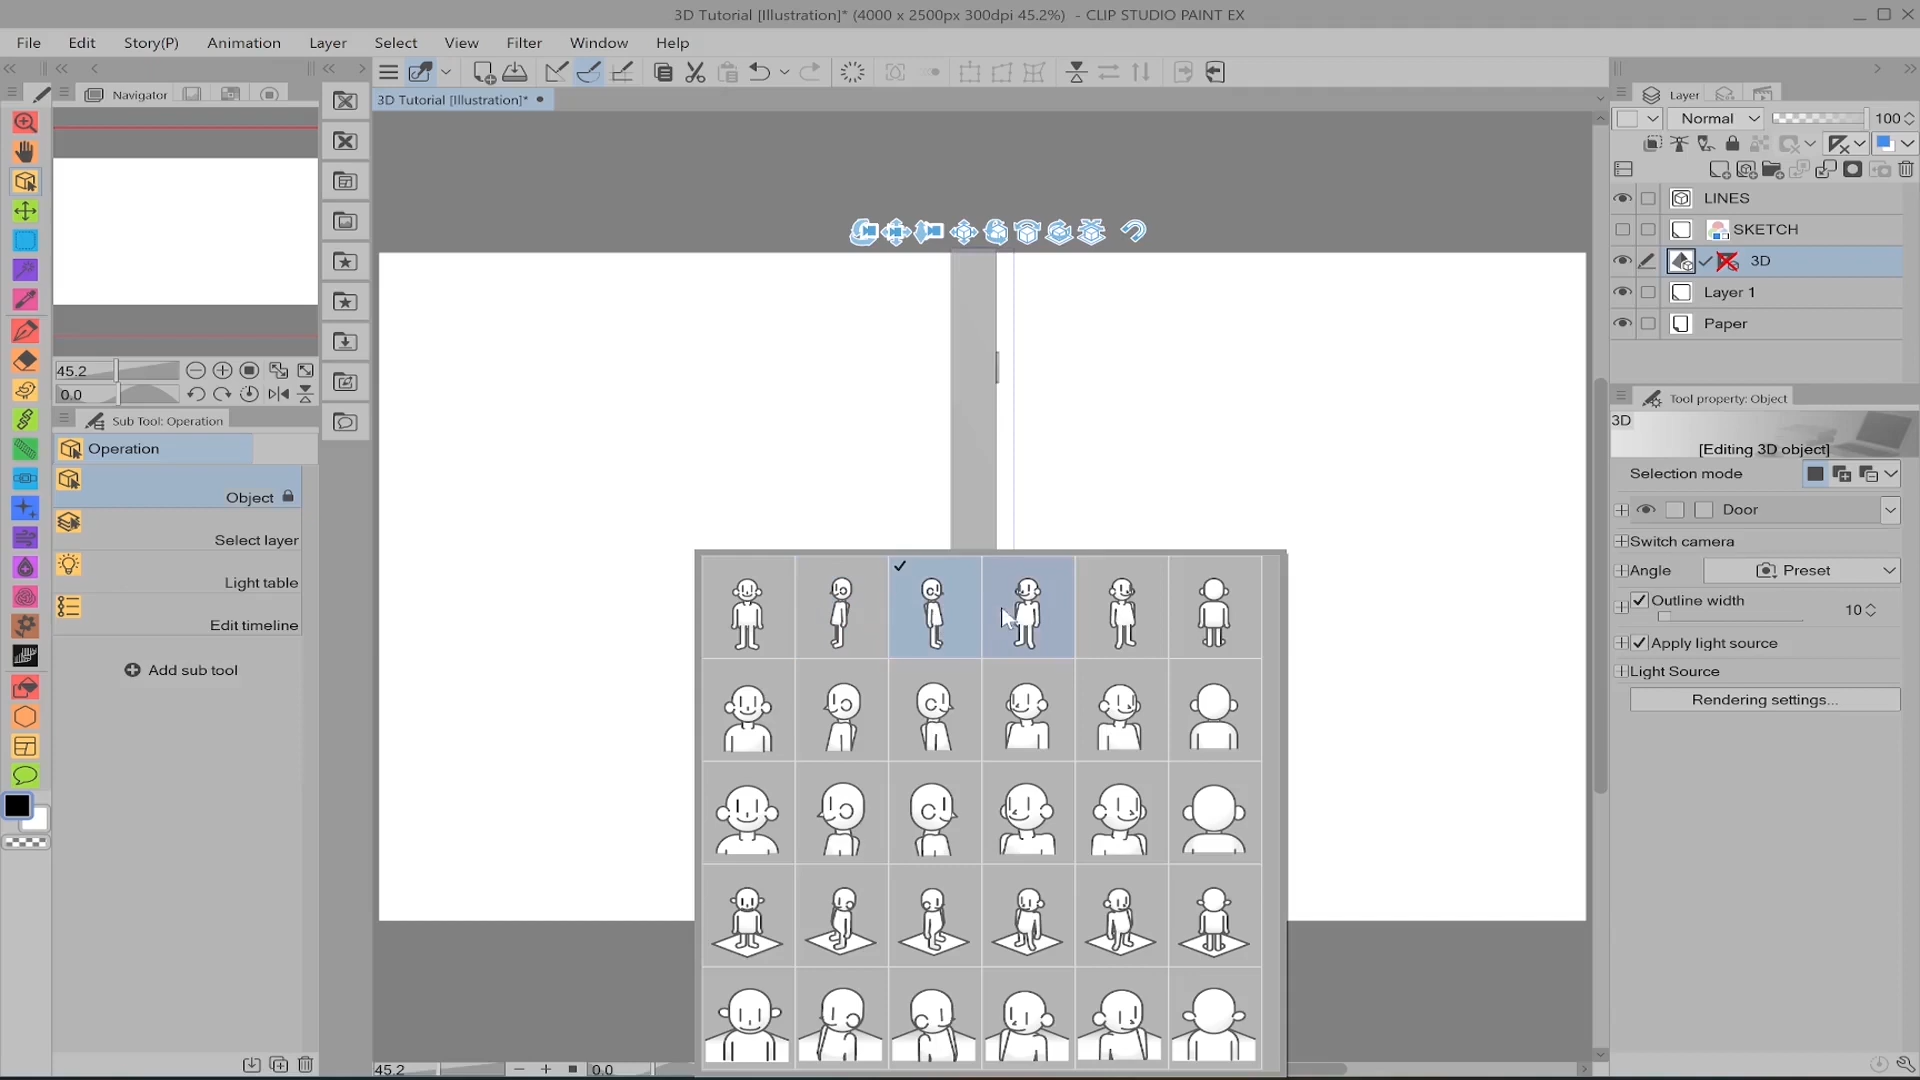 3D Tutorial [Illustration]* (4000 x 2500px 300dpi 45.2%) - CLIP STUDIO PAINT EX
File Edit Story(P) Animation Layer Select View Filter Window Help
Navigator
3D Tutorial [Illustration]*
Layer
Normal 100
LINES
SKETCH
3D
Layer 1
Paper
45.2
0.0
Sub Tool: Operation
Operation
Object
Select layer
Light table
Edit timeline
Add sub tool
Tool property: Object
3D
[Editing 3D object]
Selection mode
Door
Switch camera
Angle Preset
Outline width 10
Apply light source
Light Source
Rendering settings...
45.2 0.0